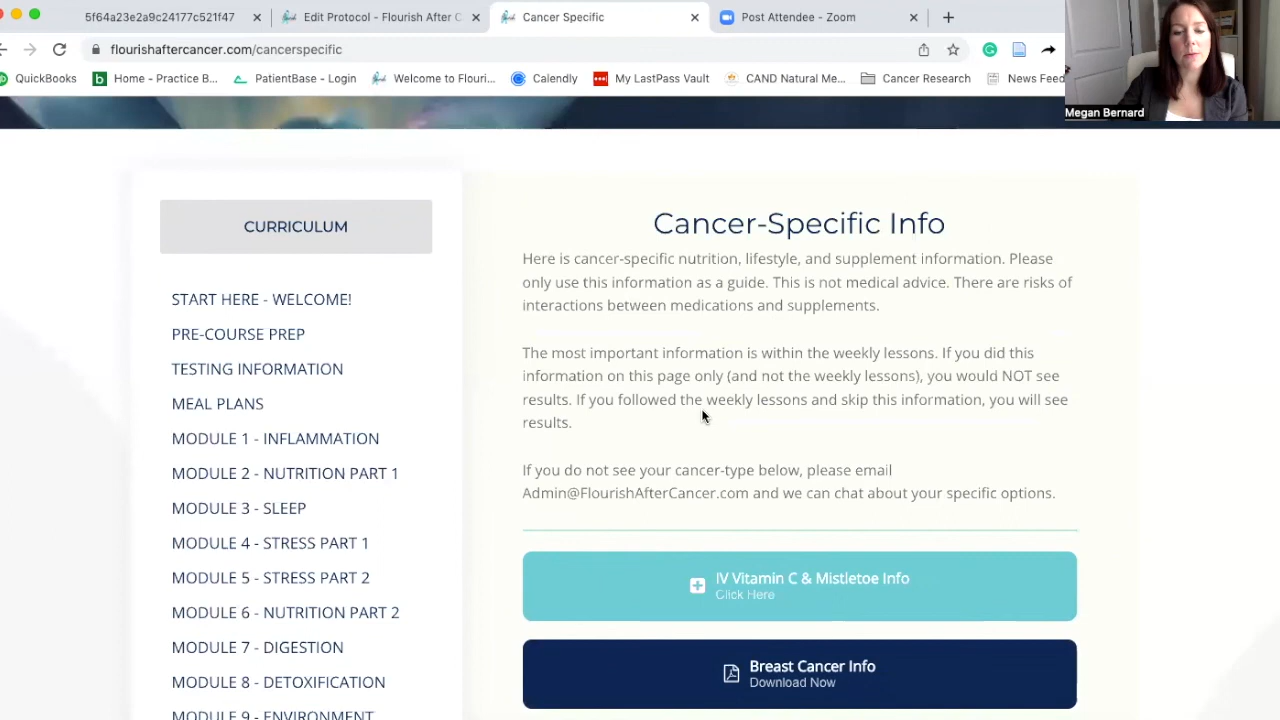 5f64a23e2a9c24177c521f47
Edit Protocol - Flourish After C
Cancer Specific
Post Attendee - Zoom
flourishaftercancer.com/cancerspecific
QuickBooks
Home - Practice B...
PatientBase - Login
Welcome to Flouri...
Calendly
My LastPass Vault
CAND Natural Me...
Cancer Research
News Feed
Megan Bernard
CURRICULUM
START HERE - WELCOME!
PRE-COURSE PREP
TESTING INFORMATION
MEAL PLANS
MODULE 1 - INFLAMMATION
MODULE 2 - NUTRITION PART 1
MODULE 3 - SLEEP
MODULE 4 - STRESS PART 1
MODULE 5 - STRESS PART 2
MODULE 6 - NUTRITION PART 2
MODULE 7 - DIGESTION
MODULE 8 - DETOXIFICATION
MODULE 9 - ENVIRONMENT
Cancer-Specific Info
Here is cancer-specific nutrition, lifestyle, and supplement information. Please
only use this information as a guide. This is not medical advice. There are risks of
interactions between medications and supplements.
The most important information is within the weekly lessons. If you did this
information on this page only (and not the weekly lessons), you would NOT see
results. If you followed the weekly lessons and skip this information, you will see
results.
If you do not see your cancer-type below, please email
Admin@FlourishAfterCancer.com and we can chat about your specific options.
IV Vitamin C & Mistletoe Info
Click Here
Breast Cancer Info
Download Now